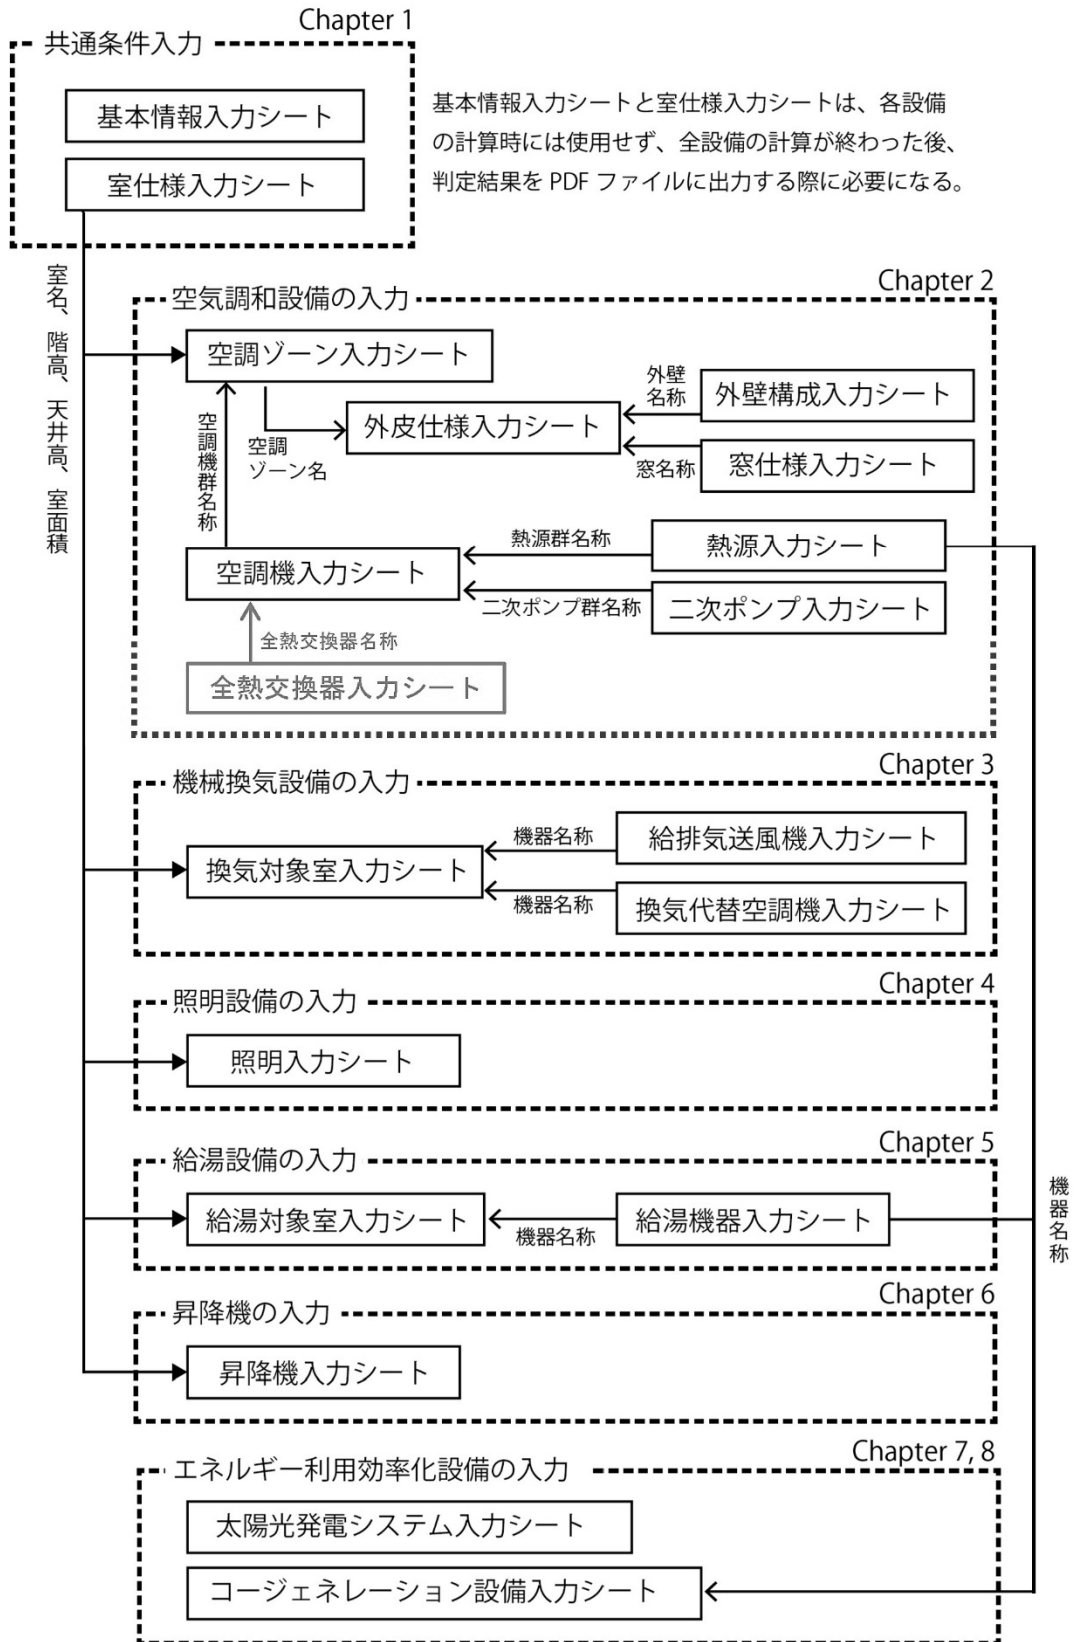 Chapter 1
共通条件入力
基本情報入力シート
室仕様入力シート
基本情報入力シートと室仕様入力シートは、各設備
の計算時には使用せず、全設備の計算が終わった後、
判定結果を PDF ファイルに出力する際に必要になる。
室名、階高、天井高、室面積
Chapter 2
空気調和設備の入力
空調ゾーン入力シート
外皮仕様入力シート
外壁
名称
外壁構成入力シート
窓名称
窓仕様入力シート
空調機群名称
空調
ゾーン名
空調機入力シート
熱源群名称
熱源入力シート
二次ポンプ群名称
二次ポンプ入力シート
全熱交換器名称
全熱交換器入力シート
Chapter 3
機械換気設備の入力
換気対象室入力シート
機器名称
給排気送風機入力シート
機器名称
換気代替空調機入力シート
Chapter 4
照明設備の入力
照明入力シート
Chapter 5
給湯設備の入力
給湯対象室入力シート
機器名称
給湯機器入力シート
機器名称
Chapter 6
昇降機の入力
昇降機入力シート
Chapter 7, 8
エネルギー利用効率化設備の入力
太陽光発電システム入力シート
コージェネレーション設備入力シート